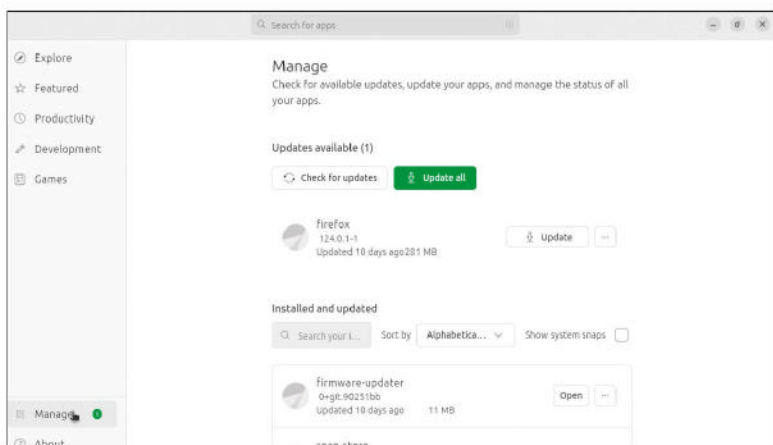 Search for apps
Explore
Featured
Productivity
Development
Games
Manage 1
About
Manage
Check for available updates, update your apps, and manage the status of all
your apps.
Updates available (1)
Check for updates
Update all
firefox
124.0.1-1
Updated 18 days ago281 MB
Update
Installed and updated
Search your i...
Sort by
Alphabetica...
Show system snaps
firmware-updater
0+git.90251bb
Updated 18 days ago 11 MB
Open